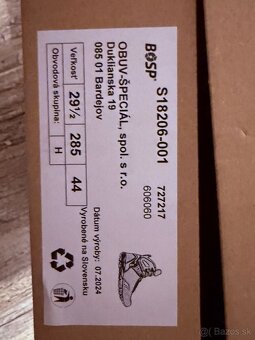 BOSP®
S18206-001
727217
606060
OBUV-ŠPECIÁL, spol. s r.o.
Duklianska 19
085 01 Bardejov
Veľkosť
29½
285
44
Obvodová skupina:
H
Dátum výroby: 07.2024
Vyrobené na Slovensku
Bazos.sk